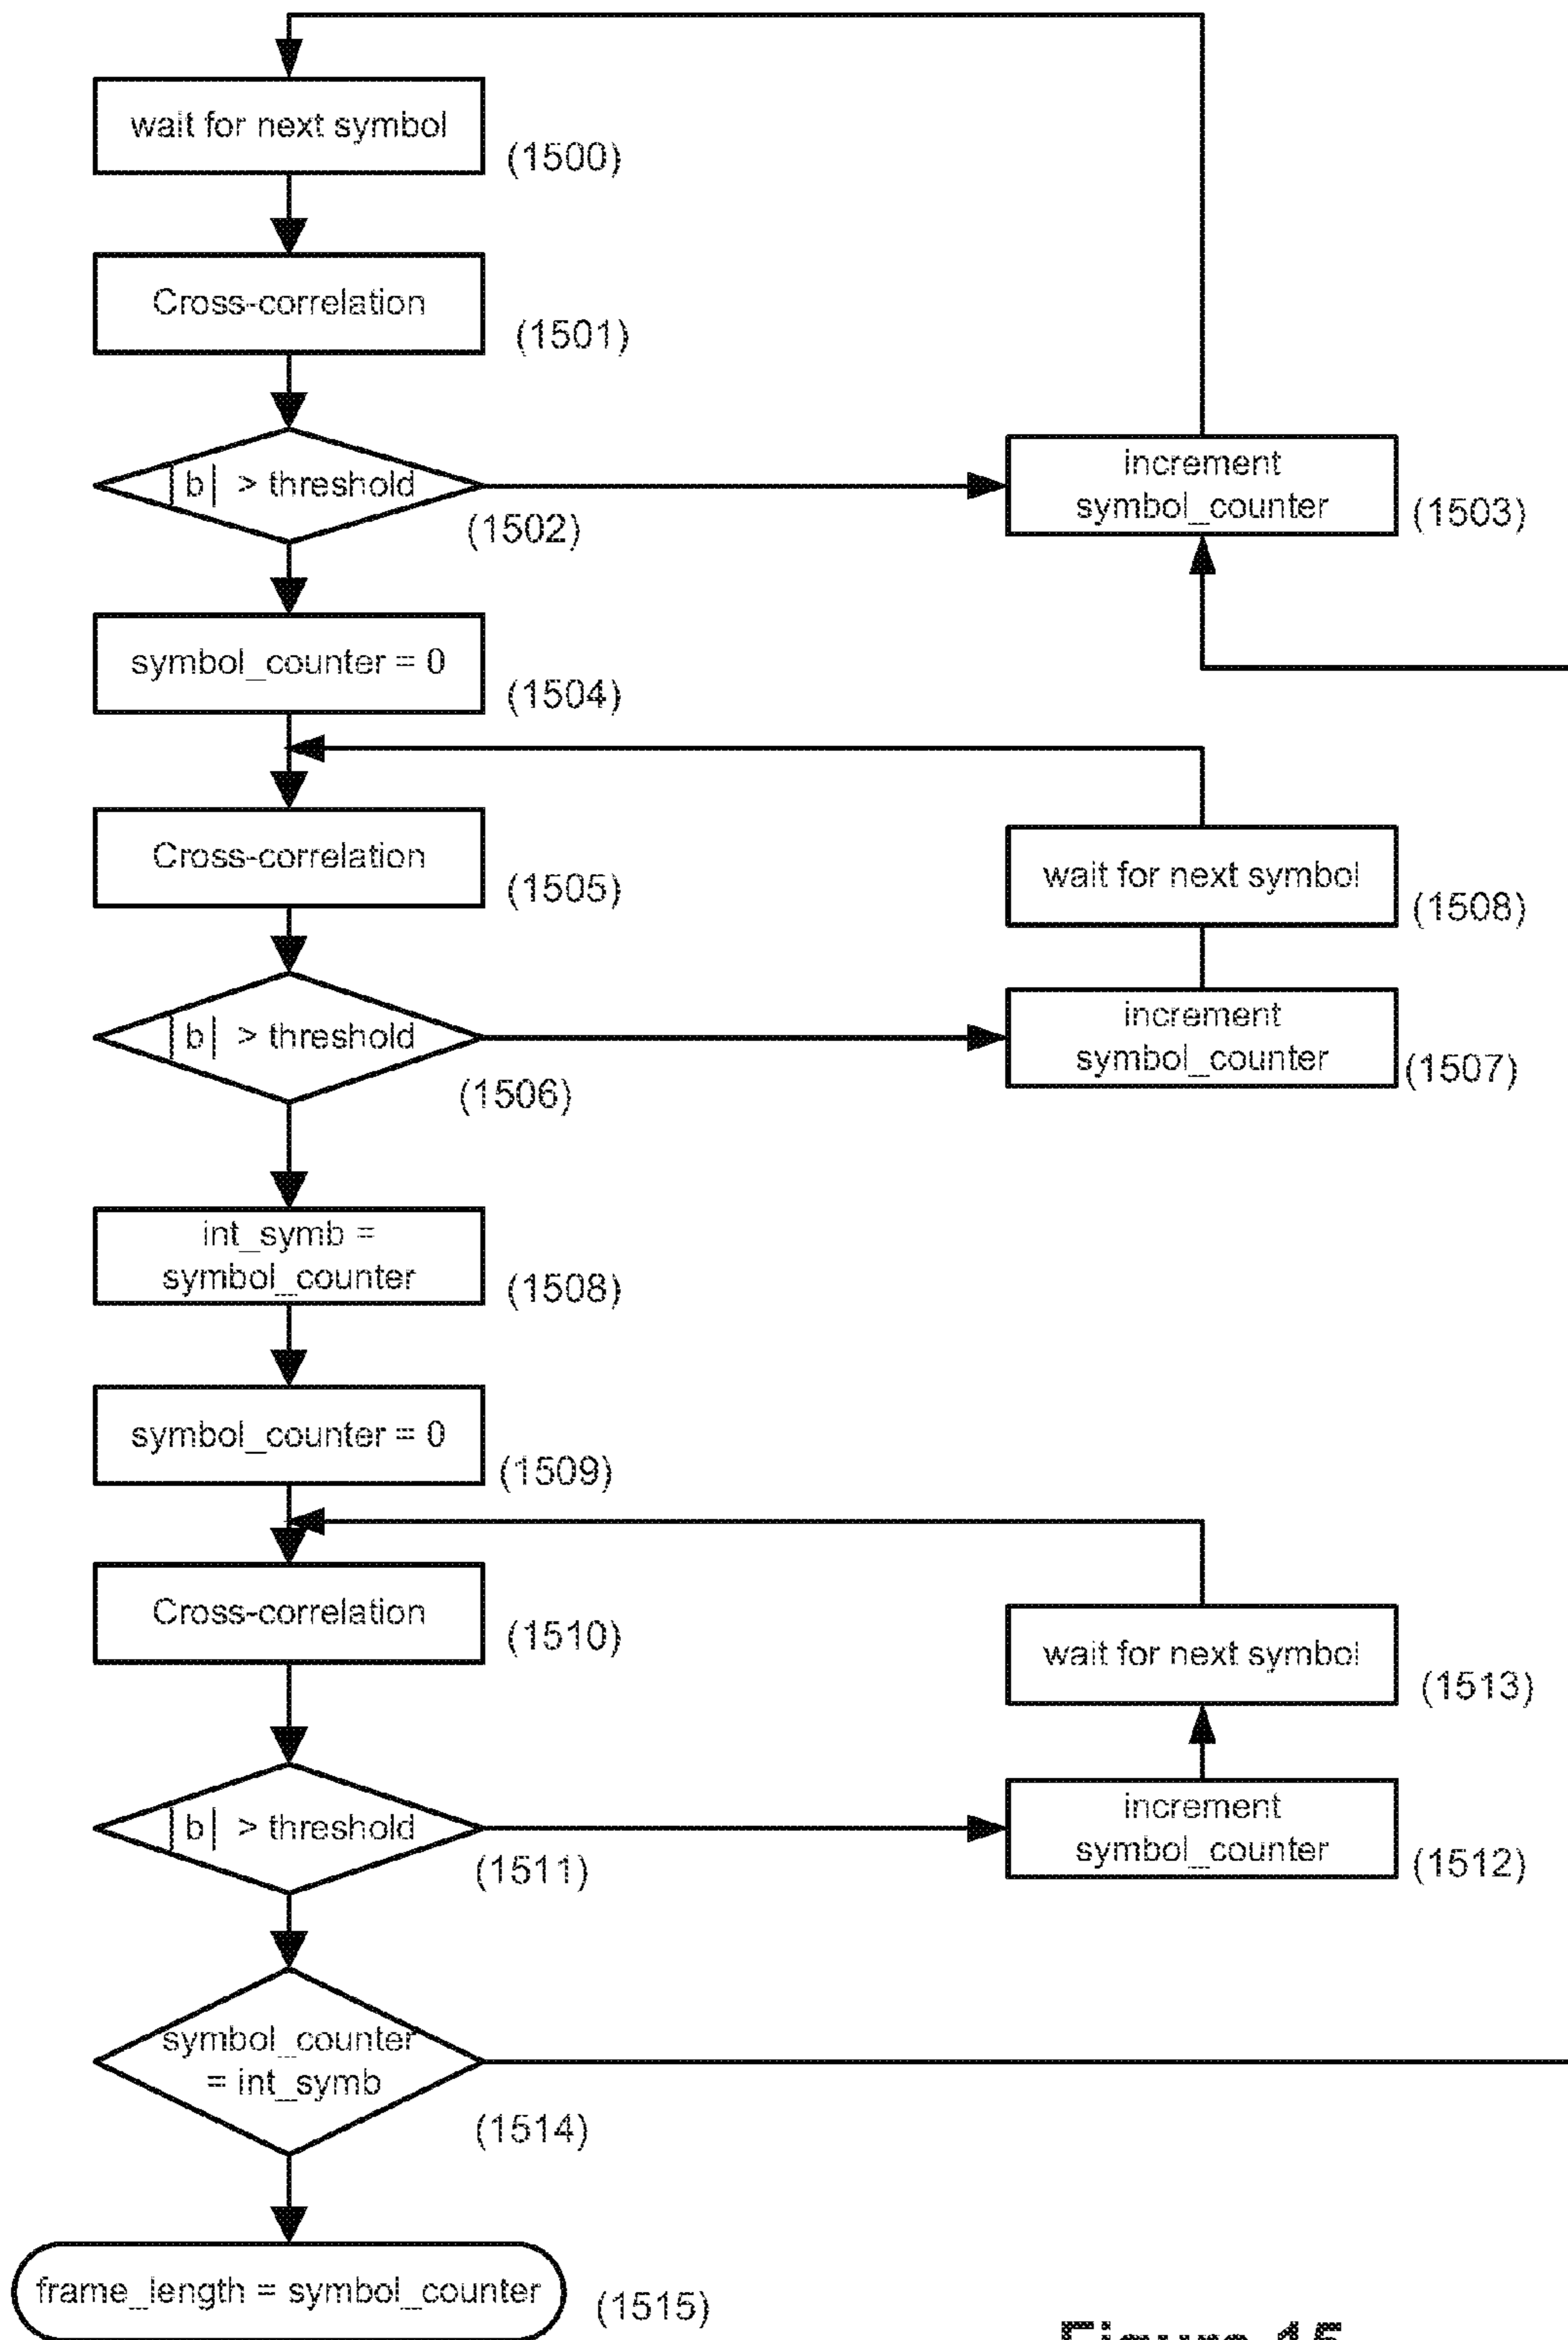 wait for next symbol
(1500)
Cross-correlation
(1501)
|b| > threshold
(1502)
increment
symbol_counter
(1503)
symbol_counter = 0
(1504)
Cross-correlation
(1505)
wait for next symbol
(1508)
|b| > threshold
(1506)
increment
symbol_counter
(1507)
int_symb =
symbol_counter
(1508)
symbol_counter = 0
(1509)
Cross-correlation
(1510)
wait for next symbol
(1513)
|b| > threshold
(1511)
increment
symbol_counter
(1512)
symbol_counter
= int_symb
(1514)
frame_length = symbol_counter
(1515)
Figure 15